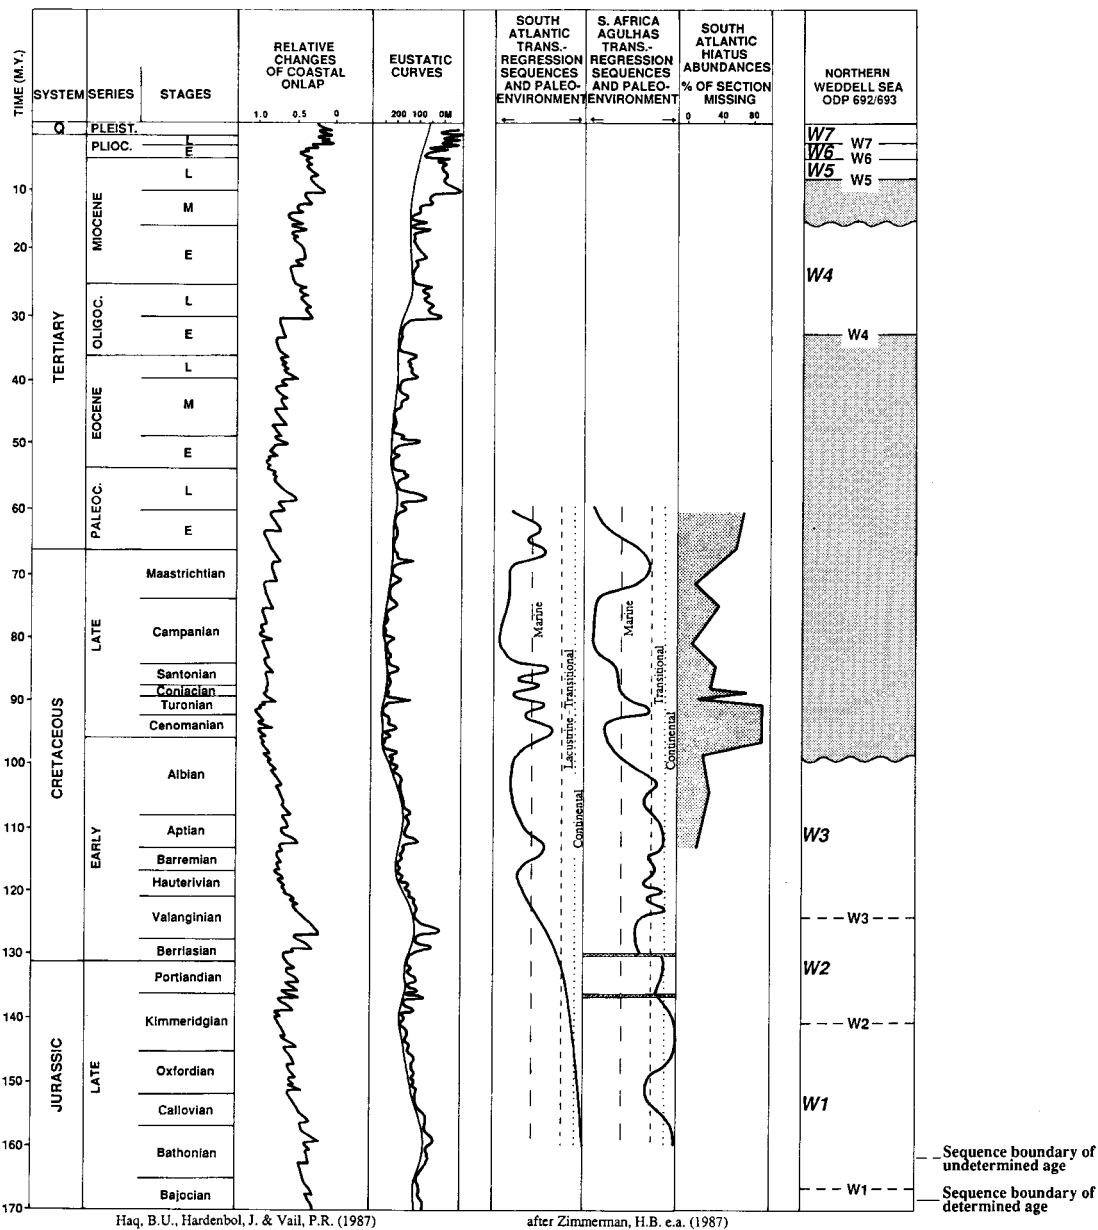 TIME (M.Y.)
SYSTEM
SERIES
STAGES
RELATIVE
CHANGES
OF COASTAL
ONLAP
1.0 0.5 0
EUSTATIC
CURVES
200 100 0M
SOUTH
ATLANTIC
TRANS.-
REGRESSION
SEQUENCES
AND PALEO-
ENVIRONMENT
S. AFRICA
AGULHAS
TRANS.-
REGRESSION
SEQUENCES
AND PALEO-
ENVIRONMENT
SOUTH
ATLANTIC
HIATUS
ABUNDANCES
% OF SECTION
MISSING
0 40 80
NORTHERN
WEDDELL SEA
ODP 692/693
10
20
30
40
50
60
70
80
90
100
110
120
130
140
150
160
170
Q
TERTIARY
CRETACEOUS
JURASSIC
PLEIST.
PLIOC.
MIOCENE
OLIGOC.
EOCENE
PALEOC.
LATE
EARLY
LATE
L
E
L
M
E
L
E
L
M
E
L
E
Maastrichtian
Campanian
Santonian
Coniacian
Turonian
Cenomanian
Albian
Aptian
Barremian
Hauterivian
Valanginian
Berriasian
Portlandian
Kimmeridgian
Oxfordian
Callovian
Bathonian
Bajocian
Marine
Lacustrine - Transitional
Continental
Marine
Transitional
Continental
W7
W7
W6
W6
W5
W5
W4
W4
W3
W3
W2
W2
W1
W1
Sequence boundary of
undetermined age
Sequence boundary of
determined age
Haq, B.U., Hardenbol, J. & Vail, P.R. (1987)
after Zimmerman, H.B. e.a. (1987)